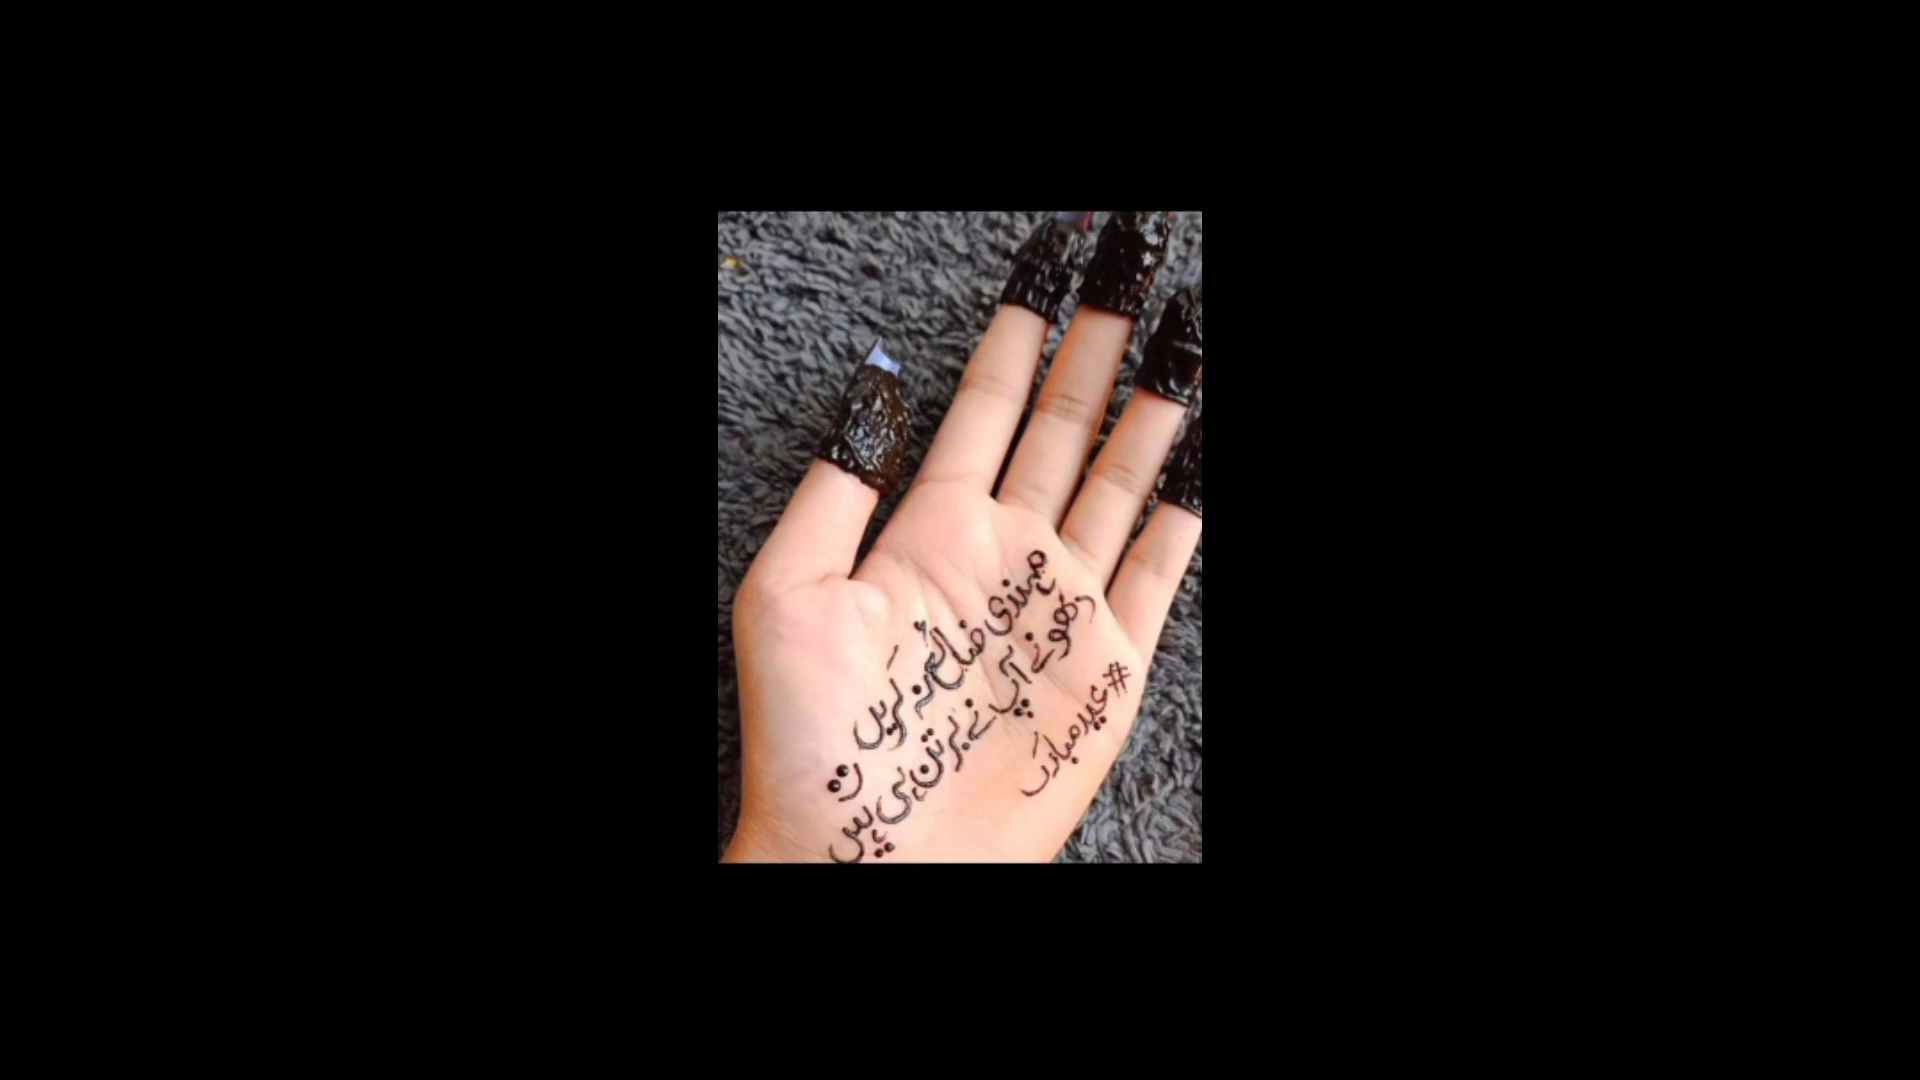 مہندی ضائع نہ کریں
دھونے آپ نے برتن ہی ہیں
#عید مبارک